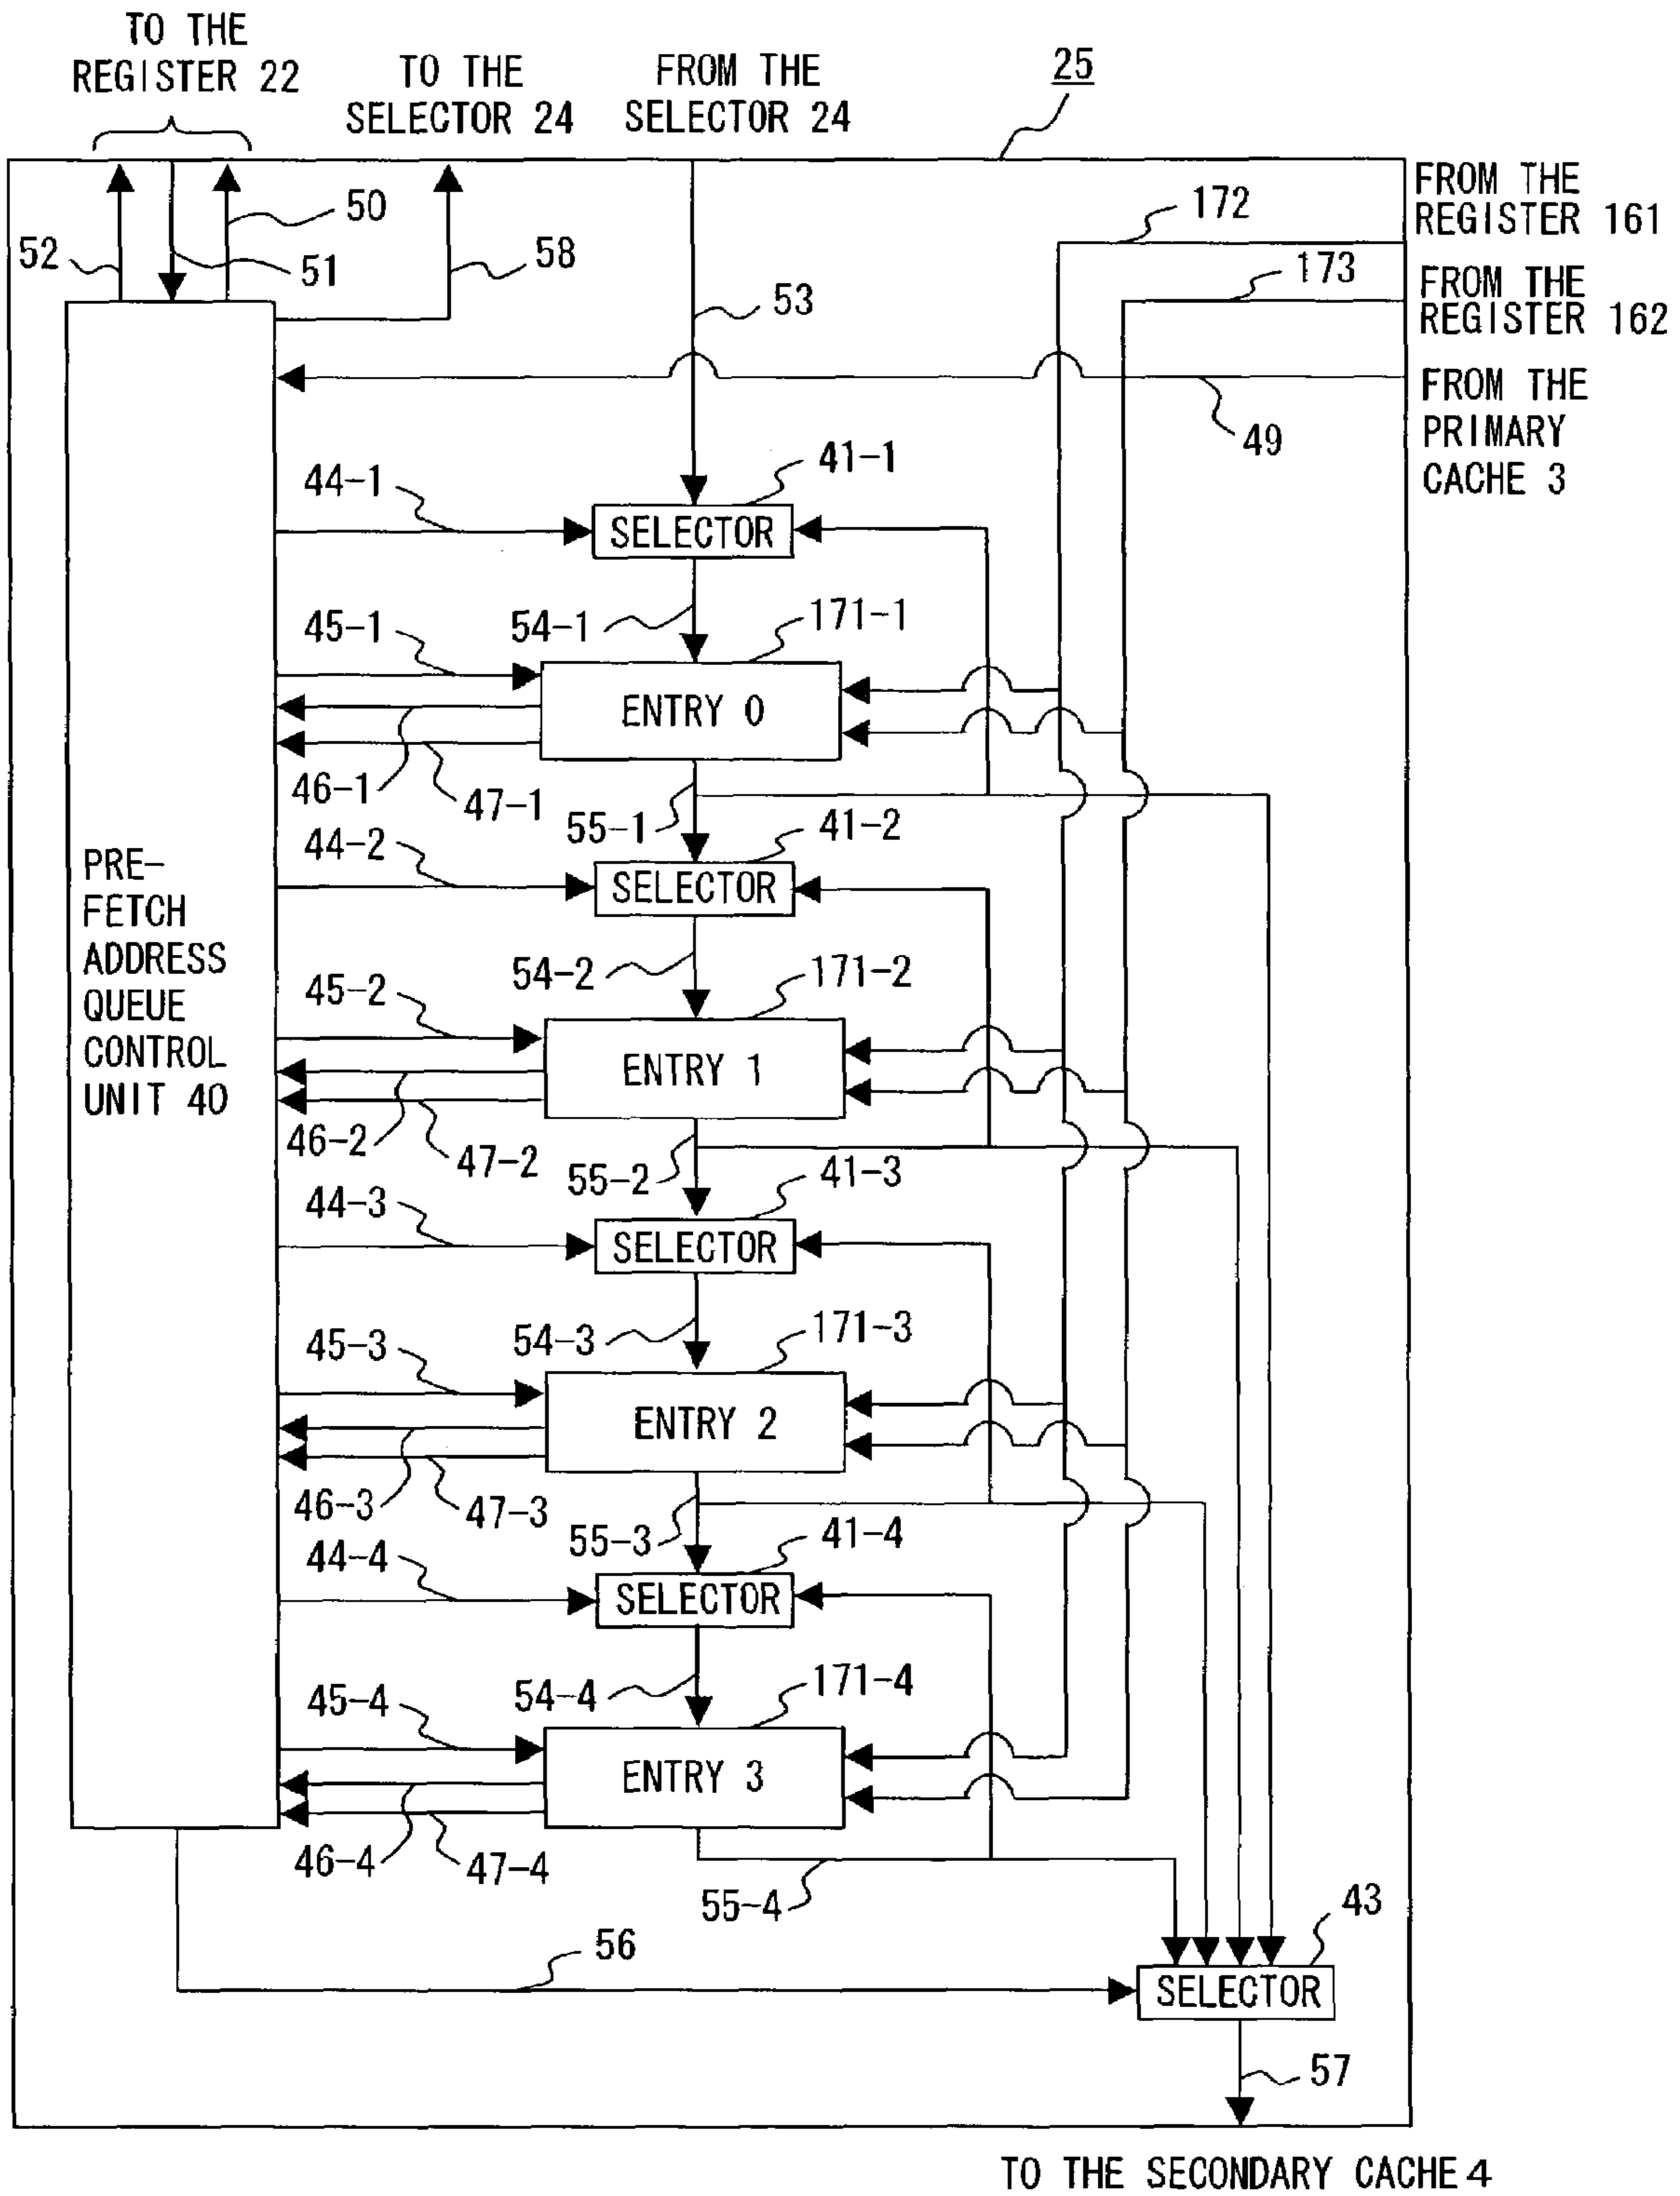 TO THE
REGISTER 22
TO THE
SELECTOR 24
FROM THE
SELECTOR 24
25
FROM THE
REGISTER 161
172
50
52
51
58
173
FROM THE
REGISTER 162
53
FROM THE
PRIMARY
CACHE 3
49
41-1
44-1
SELECTOR
54-1
171-1
45-1
ENTRY 0
46-1
47-1
55-1
41-2
44-2
SELECTOR
PRE-
FETCH
ADDRESS
QUEUE
CONTROL
UNIT 40
54-2
171-2
45-2
ENTRY 1
46-2
47-2
55-2
41-3
44-3
SELECTOR
54-3
171-3
45-3
ENTRY 2
46-3
47-3
55-3
41-4
44-4
SELECTOR
54-4
171-4
45-4
ENTRY 3
46-4
47-4
55-4
43
56
SELECTOR
57
TO THE SECONDARY CACHE 4